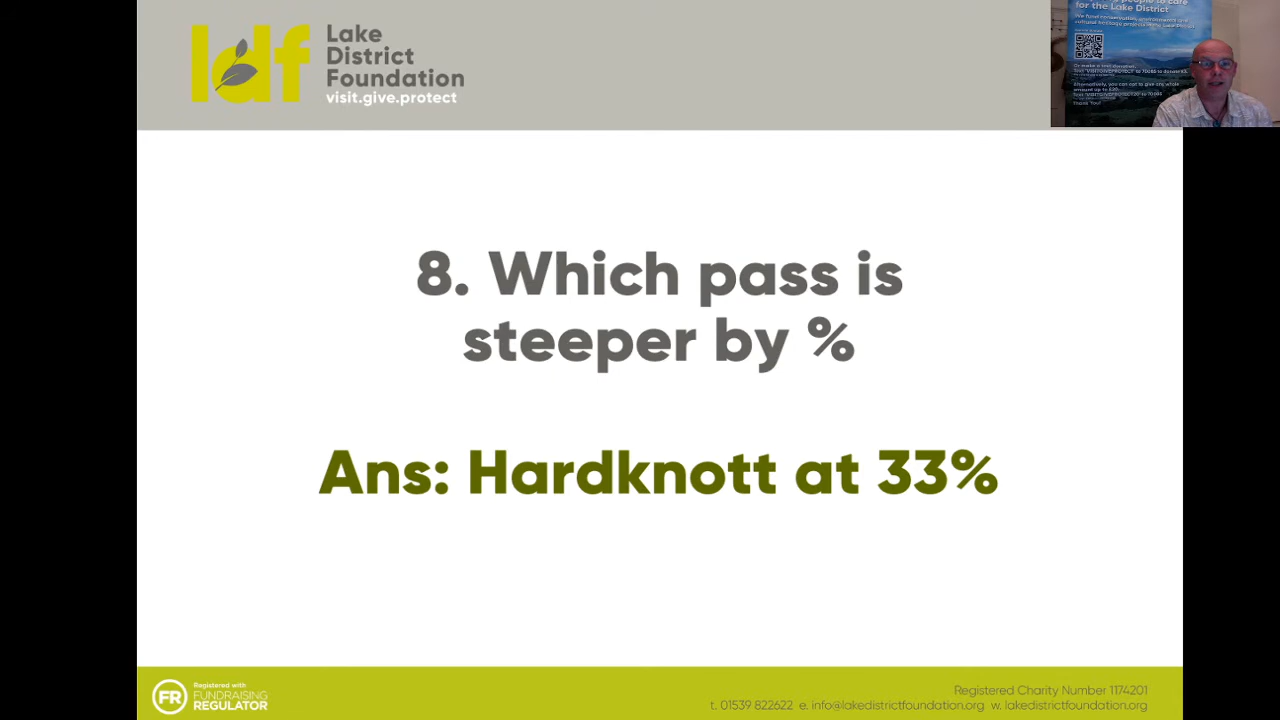 ldf
Lake
District
Foundation
visit.give.protect
for the Lake District
8. Which pass is
steeper by %
Ans: Hardknott at 33%
FR
Registered with
FUNDRAISING
REGULATOR
Registered Charity Number 1174201
t. 01539 822622 e. info@lakedistrictfoundation.org w. lakedistrictfoundation.org